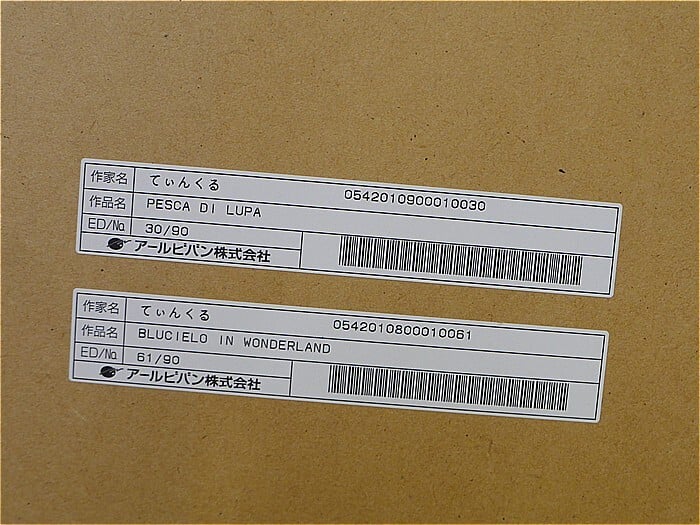 作家名 てぃんくる 0542010900010030
作品名 PESCA DI LUPA
ED/№ 30/90
アールビバン株式会社
作家名 てぃんくる 0542010800010061
作品名 BLUCIELO IN WONDERLAND
ED/№ 61/90
アールビバン株式会社